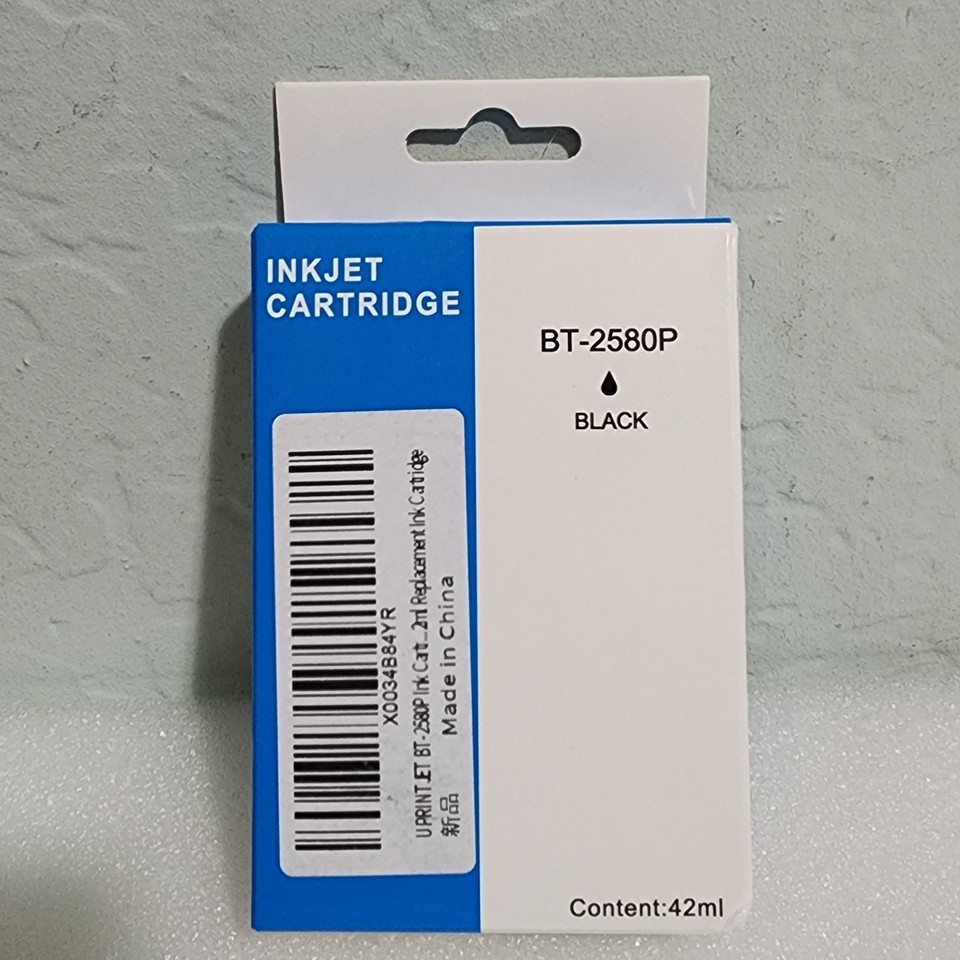 INKJET
CARTRIDGE
BT-2580P
BLACK
X0034B84YR
UPRINTJET BT-2580P Ink Cart...2ml Replacement Ink Cartridge
新品 Made in China
Content:42ml